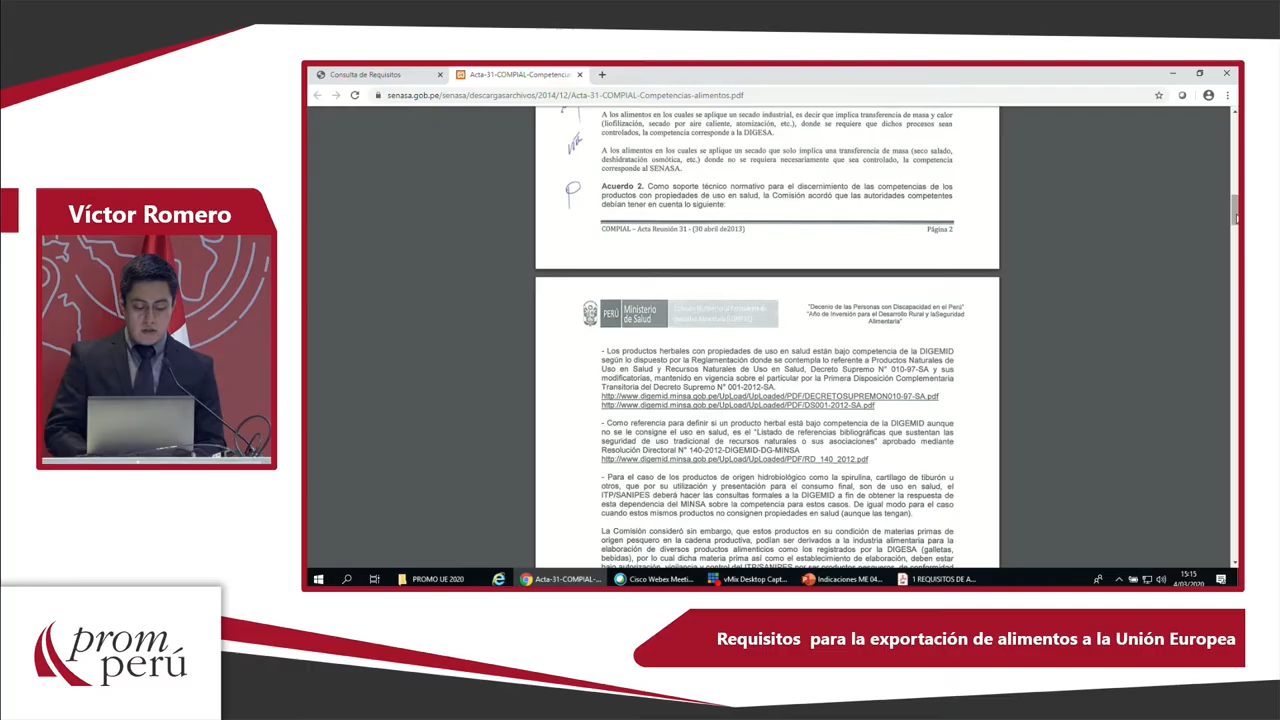 Víctor Romero
Consulta de Requisitos
Acta-31-COMPIAL-Competencia
senasa.gob.pe/senasa/descargasarchivos/2014/12/Acta-31-COMPIAL-Competencias-alimentos.pdf
A los alimentos en los cuales se aplique un secado industrial, es decir que implica transferencia de masa y calor
(liofilización, secado por aire caliente, atomización, etc.), donde se requiere que dichos procesos sean
controlados, la competencia corresponde a la DIGESA.
A los alimentos en los cuales se aplique un secado que solo implica una transferencia de masa (seco salado,
deshidratación osmótica, etc.) donde no se requiera necesariamente que sea controlado, la competencia
corresponde al SENASA.
Acuerdo 2. Como soporte técnico normativo para el discernimiento de las competencias de los
productos con propiedades de uso en salud, la Comisión acordó que las autoridades competentes
debían tener en cuenta lo siguiente:
COMPIAL – Acta Reunión 31 - (30 abril de2013)
Página 2
PERÚ
Ministerio
de Salud
"Decenio de las Personas con Discapacidad en el Perú"
"Año de Inversión para el Desarrollo Rural y laSeguridad
Alimentaria"
- Los productos herbales con propiedades de uso en salud están bajo competencia de la DIGEMID
según lo dispuesto por la Reglamentación donde se contempla lo referente a Productos Naturales de
Uso en Salud y Recursos Naturales de Uso en Salud, Decreto Supremo N° 010-97-SA y sus
modificatorias, mantenido en vigencia sobre el particular por la Primera Disposición Complementaria
Transitoria del Decreto Supremo N° 001-2012-SA.
http://www.digemid.minsa.gob.pe/UpLoad/UpLoaded/PDF/DECRETOSUPREMON010-97-SA.pdf
http://www.digemid.minsa.gob.pe/UpLoad/Uploaded/PDF/DS001-2012-SA.pdf
- Como referencia para definir si un producto herbal está bajo competencia de la DIGEMID aunque
no se le consigne el uso en salud, es el "Listado de referencias bibliográficas que sustentan las
seguridad de uso tradicional de recursos naturales o sus asociaciones" aprobado mediante
Resolución Directoral N° 140-2012-DIGEMID-DG-MINSA
http://www.digemid.minsa.gob.pe/UpLoad/Uploaded/PDF/RD_140_2012.pdf
- Para el caso de los productos de origen hidrobiológico como la spirulina, cartílago de tiburón u
otros, que por su utilización y presentación para el consumo final, son de uso en salud, el
ITP/SANIPES deberá hacer las consultas formales a la DIGEMID a fin de obtener la respuesta de
esta dependencia del MINSA sobre la competencia para estos casos. De igual modo para el caso
cuando estos mismos productos no consignen propiedades en salud (aunque las tengan).
La Comisión consideró sin embargo, que estos productos en su condición de materias primas de
origen pesquero en la cadena productiva, podían ser derivados a la industria alimentaria para la
elaboración de diversos productos alimenticios como los registrados por la DIGESA (galletas,
bebidas), por lo cual dicha materia prima así como el establecimiento de elaboración, deben estar
bajo autorización, vigilancia y control del ITP/SANIPES por ser productos pesqueros, de conformidad
PROMO UE 2020
Acta-31-COMPIAL-...
Cisco Webex Meeti...
vMix Desktop Capt...
Indicaciones ME 04...
1 REQUISITOS DE A...
15:15
4/03/2020
Requisitos para la exportación de alimentos a la Unión Europea
prom
perú